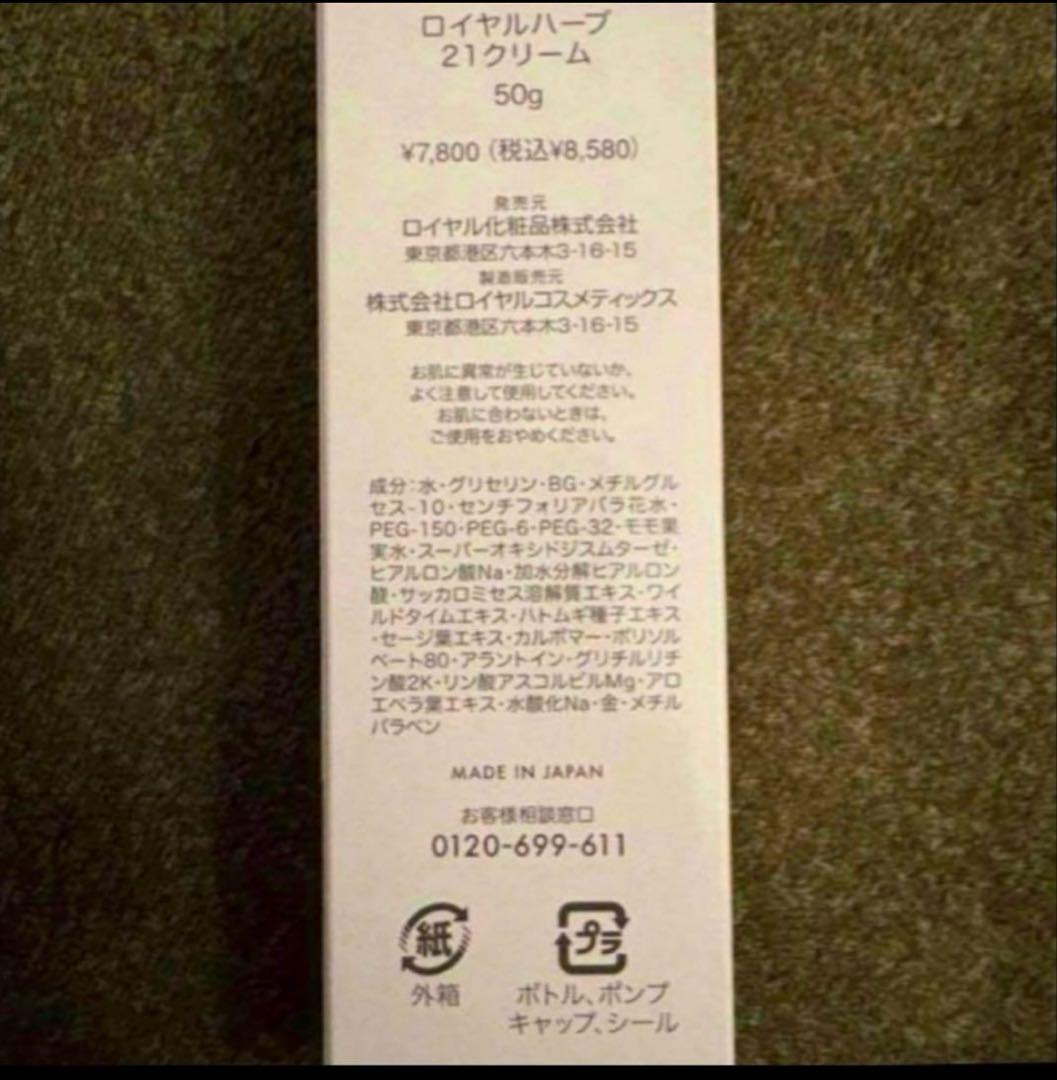 ロイヤルハーブ
21クリーム
50g
¥7,800（税込¥8,580）
発売元
ロイヤル化粧品株式会社
東京都港区六本木3-16-15
製造販売元
株式会社ロイヤルコスメティックス
東京都港区六本木3-16-15
お肌に異常が生じていないか、
よく注意して使用してください。
お肌に合わないときは、
ご使用をおやめください。
成分：水・グリセリン・BG・メチルグル
セス-10・センチフォリアバラ花水・
PEG-150・PEG-6・PEG-32・モモ果
実水・スーパーオキシドジスムターゼ・
ヒアルロン酸Na・加水分解ヒアルロン
酸・サッカロミセス溶解質エキス・ワイ
ルドタイムエキス・ハトムギ種子エキス
・セージ葉エキス・カルボマー・ポリソル
ベート80・アラントイン・グリチルリチ
ン酸2K・リン酸アスコルビルMg・アロ
エベラ葉エキス・水酸化Na・金・メチル
パラベン
MADE IN JAPAN
お客様相談窓口
0120-699-611
紙 プラ
外箱 ボトル、ポンプ
キャップ、シール